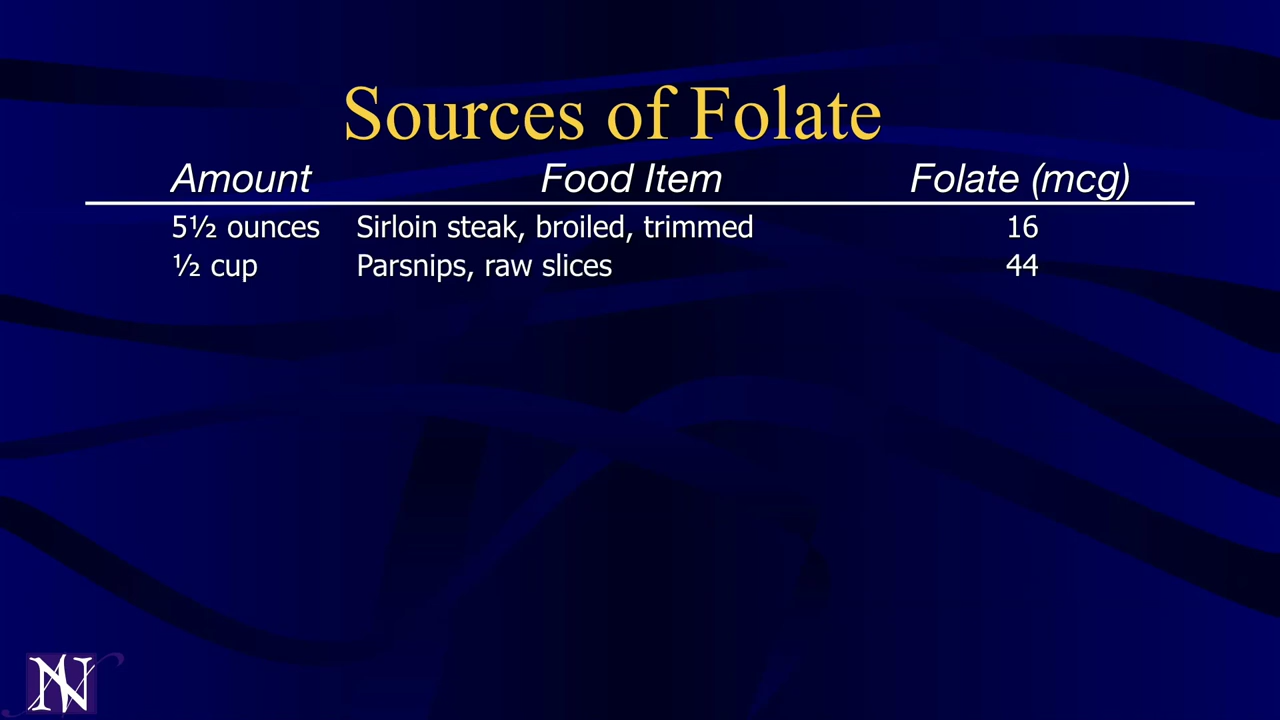 Sources of Folate
Amount Food Item Folate (mcg)
5½ ounces Sirloin steak, broiled, trimmed 16
½ cup Parsnips, raw slices 44
N